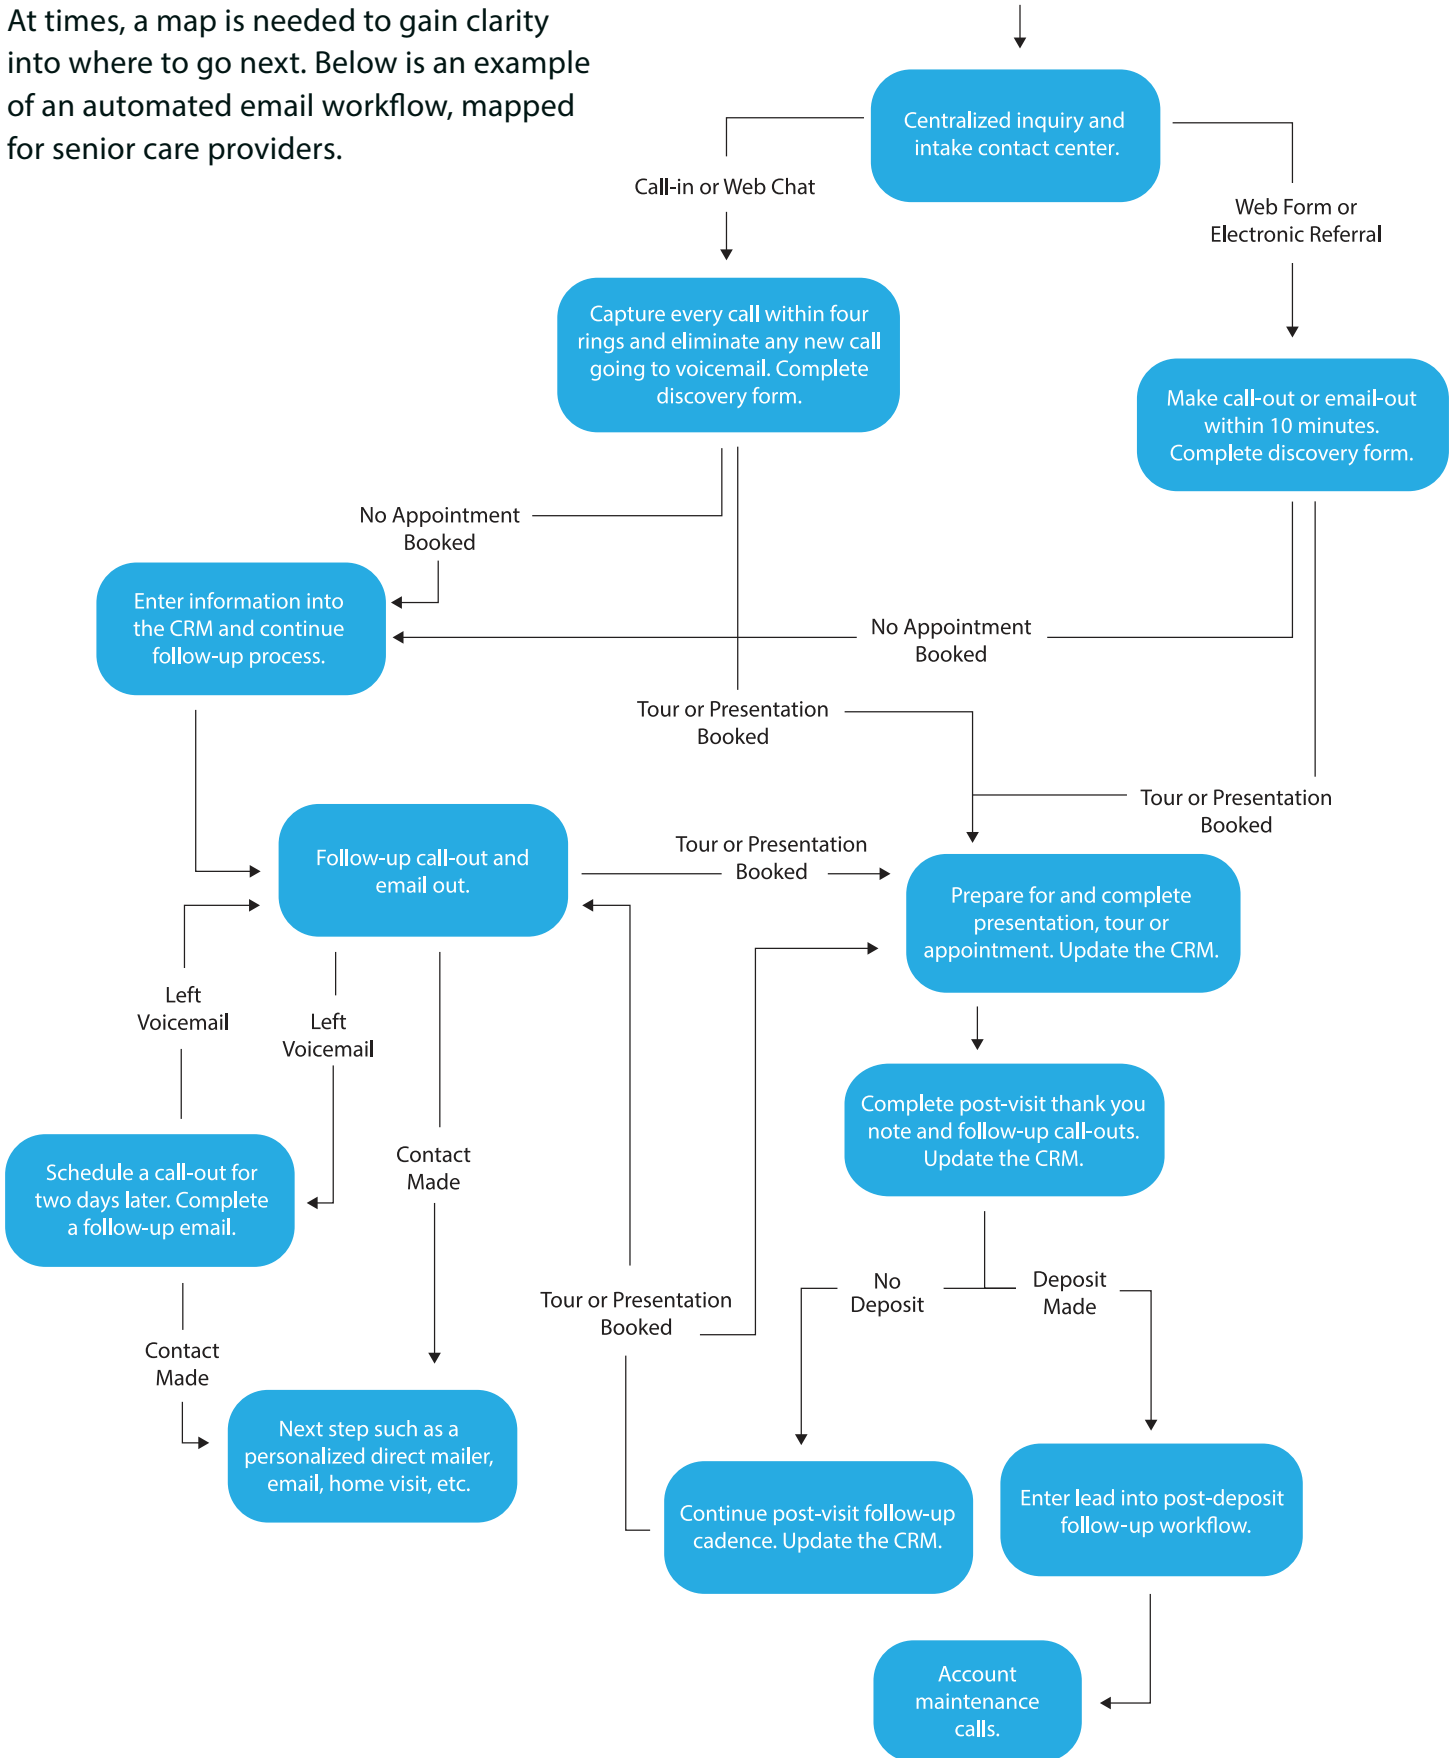 At times, a map is needed to gain clarity
into where to go next. Below is an example
of an automated email workflow, mapped
for senior care providers.
Centralized inquiry and
intake contact center.
Call-in or Web Chat
Web Form or
Electronic Referral
Capture every call within four
rings and eliminate any new call
going to voicemail. Complete
discovery form.
Make call-out or email-out
within 10 minutes.
Complete discovery form.
No Appointment
Booked
Enter information into
the CRM and continue
follow-up process.
No Appointment
Booked
Tour or Presentation
Booked
Tour or Presentation
Booked
Follow-up call-out and
email out.
Tour or Presentation
Booked
Prepare for and complete
presentation, tour or
appointment. Update the CRM.
Left
Voicemail
Left
Voicemail
Complete post-visit thank you
note and follow-up call-outs.
Update the CRM.
Contact
Made
Schedule a call-out for
two days later. Complete
a follow-up email.
No
Deposit
Deposit
Made
Tour or Presentation
Booked
Contact
Made
Next step such as a
personalized direct mailer,
email, home visit, etc.
Continue post-visit follow-up
cadence. Update the CRM.
Enter lead into post-deposit
follow-up workflow.
Account
maintenance
calls.